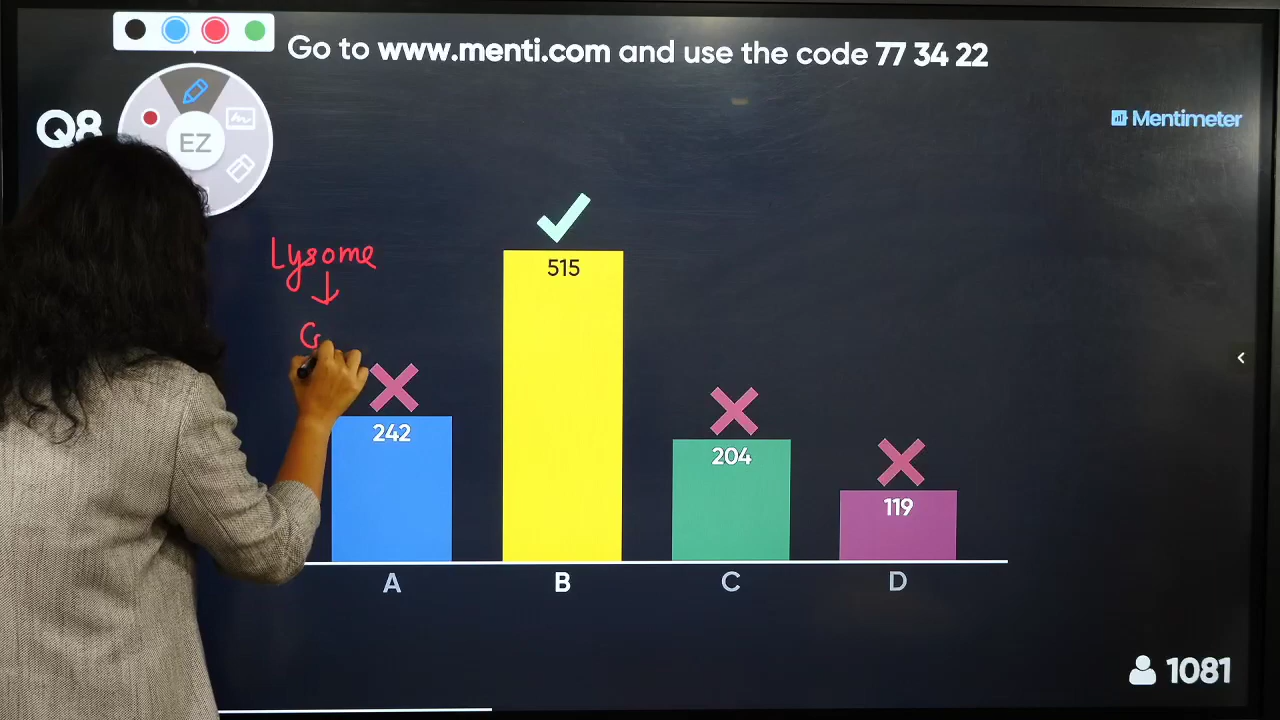 Go to www.menti.com and use the code 77 34 22
Q8
EZ
Mentimeter
Lysome
G
515
242
204
119
A B C D
1081